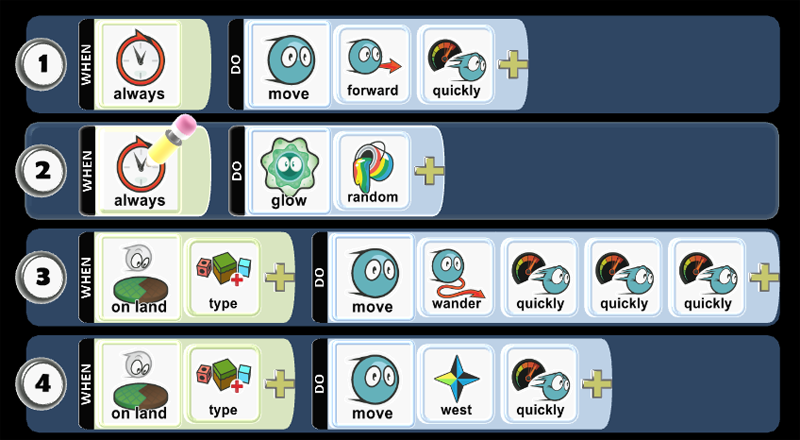 1 WHEN always DO move forward quickly
2 WHEN always DO glow random
3 WHEN on land type DO move wander quickly quickly quickly
4 WHEN on land type DO move west quickly